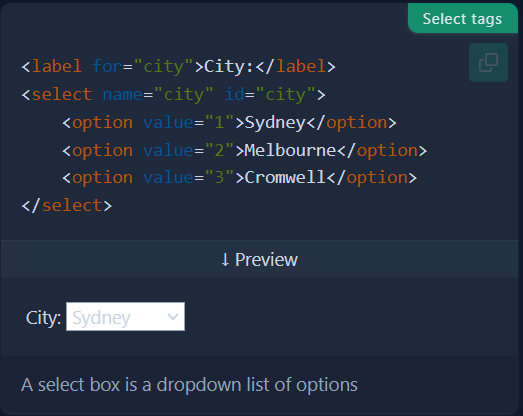 Select tags
<label for="city">City:</label>
<select name="city" id="city">
    <option value="1">Sydney</option>
    <option value="2">Melbourne</option>
    <option value="3">Cromwell</option>
</select>
↓ Preview
City: Sydney
A select box is a dropdown list of options